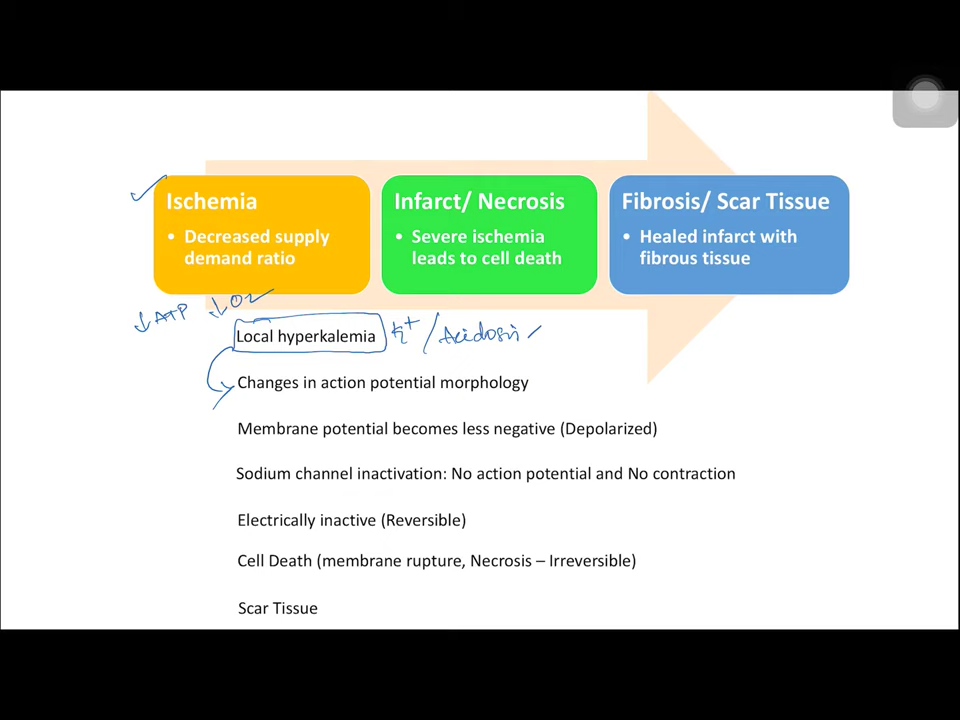 Ischemia
• Decreased supply
demand ratio
Infarct/ Necrosis
• Severe ischemia
leads to cell death
Fibrosis/ Scar Tissue
• Healed infarct with
fibrous tissue
↓ATP ↓O2
Local hyperkalemia K+ / Acidosis
Changes in action potential morphology
Membrane potential becomes less negative (Depolarized)
Sodium channel inactivation: No action potential and No contraction
Electrically inactive (Reversible)
Cell Death (membrane rupture, Necrosis – Irreversible)
Scar Tissue